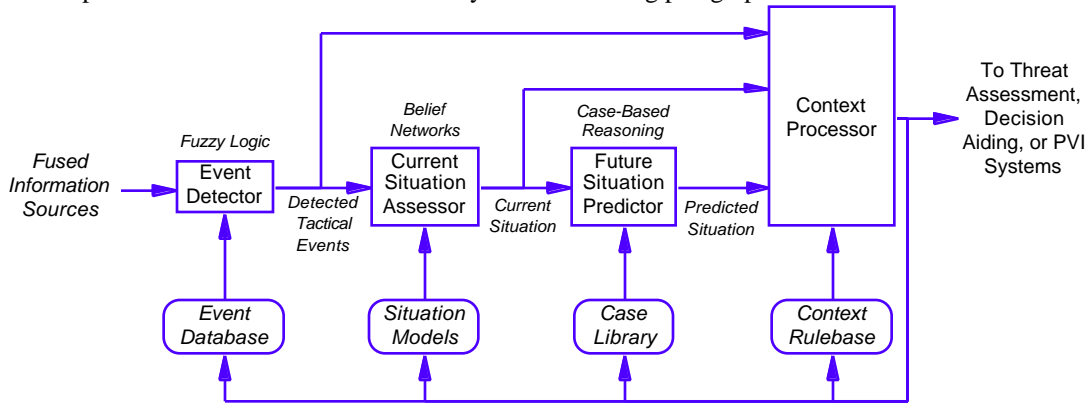 Fuzzy Logic
Belief
Networks
Case-Based
Reasoning
Fused
Information
Sources
Event
Detector
Detected
Tactical
Events
Current
Situation
Assessor
Current
Situation
Future
Situation
Predictor
Predicted
Situation
Context
Processor
To Threat
Assessment,
Decision
Aiding, or PVI
Systems
Event
Database
Situation
Models
Case
Library
Context
Rulebase